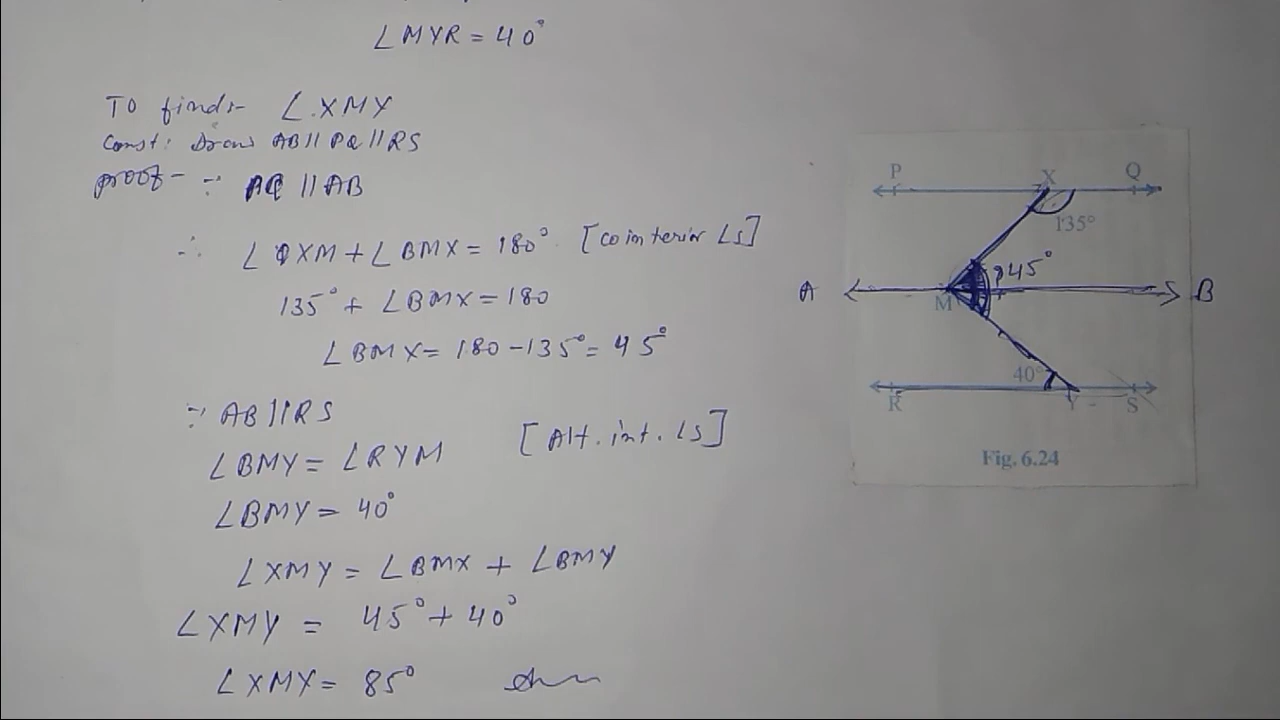 ∠MYR = 40°
To find:- ∠XMY
Const: Draw AB || PQ || RS
proof- ∵ PQ || AB
∴ ∠QXM + ∠BMX = 180° [cointerior ∠s]
135° + ∠BMX = 180
∠BMX = 180 - 135° = 45°
∵ AB || RS
∠BMY = ∠RYM [Alt. int. ∠s]
∠BMY = 40°
∠XMY = ∠BMX + ∠BMY
∠XMY = 45° + 40°
∠XMY = 85° Ans
P X Q
135°
45°
A M B
40°
R Y S
Fig. 6.24